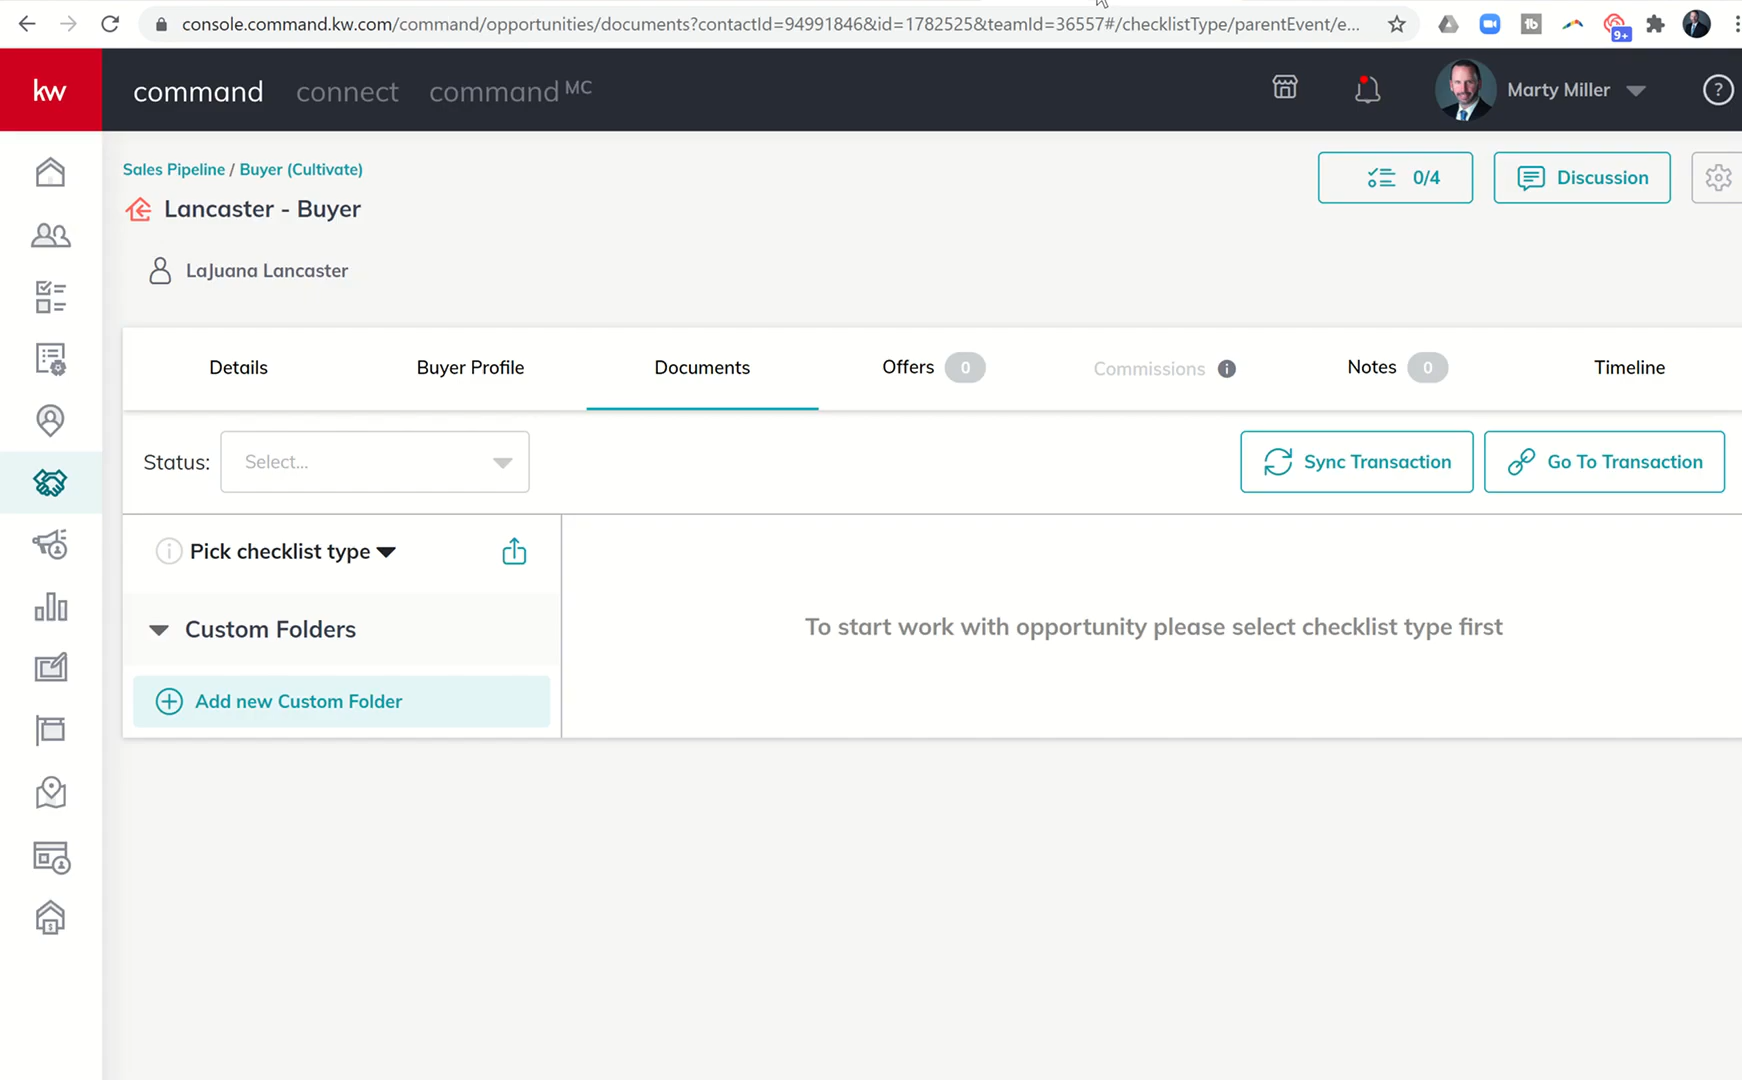 console.command.kw.com/command/opportunities/documents?contactId=94991846&id=1782525&teamId=36557#/checklistType/parentEvent/e...
9+
kw
command connect command MC
Marty Miller
?
Sales Pipeline / Buyer (Cultivate)
0/4
Discussion
Lancaster - Buyer
LaJuana Lancaster
Details
Buyer Profile
Documents
Offers 0
Commissions i
Notes 0
Timeline
Status: Select...
Sync Transaction
Go To Transaction
Pick checklist type
Custom Folders
To start work with opportunity please select checklist type first
Add new Custom Folder